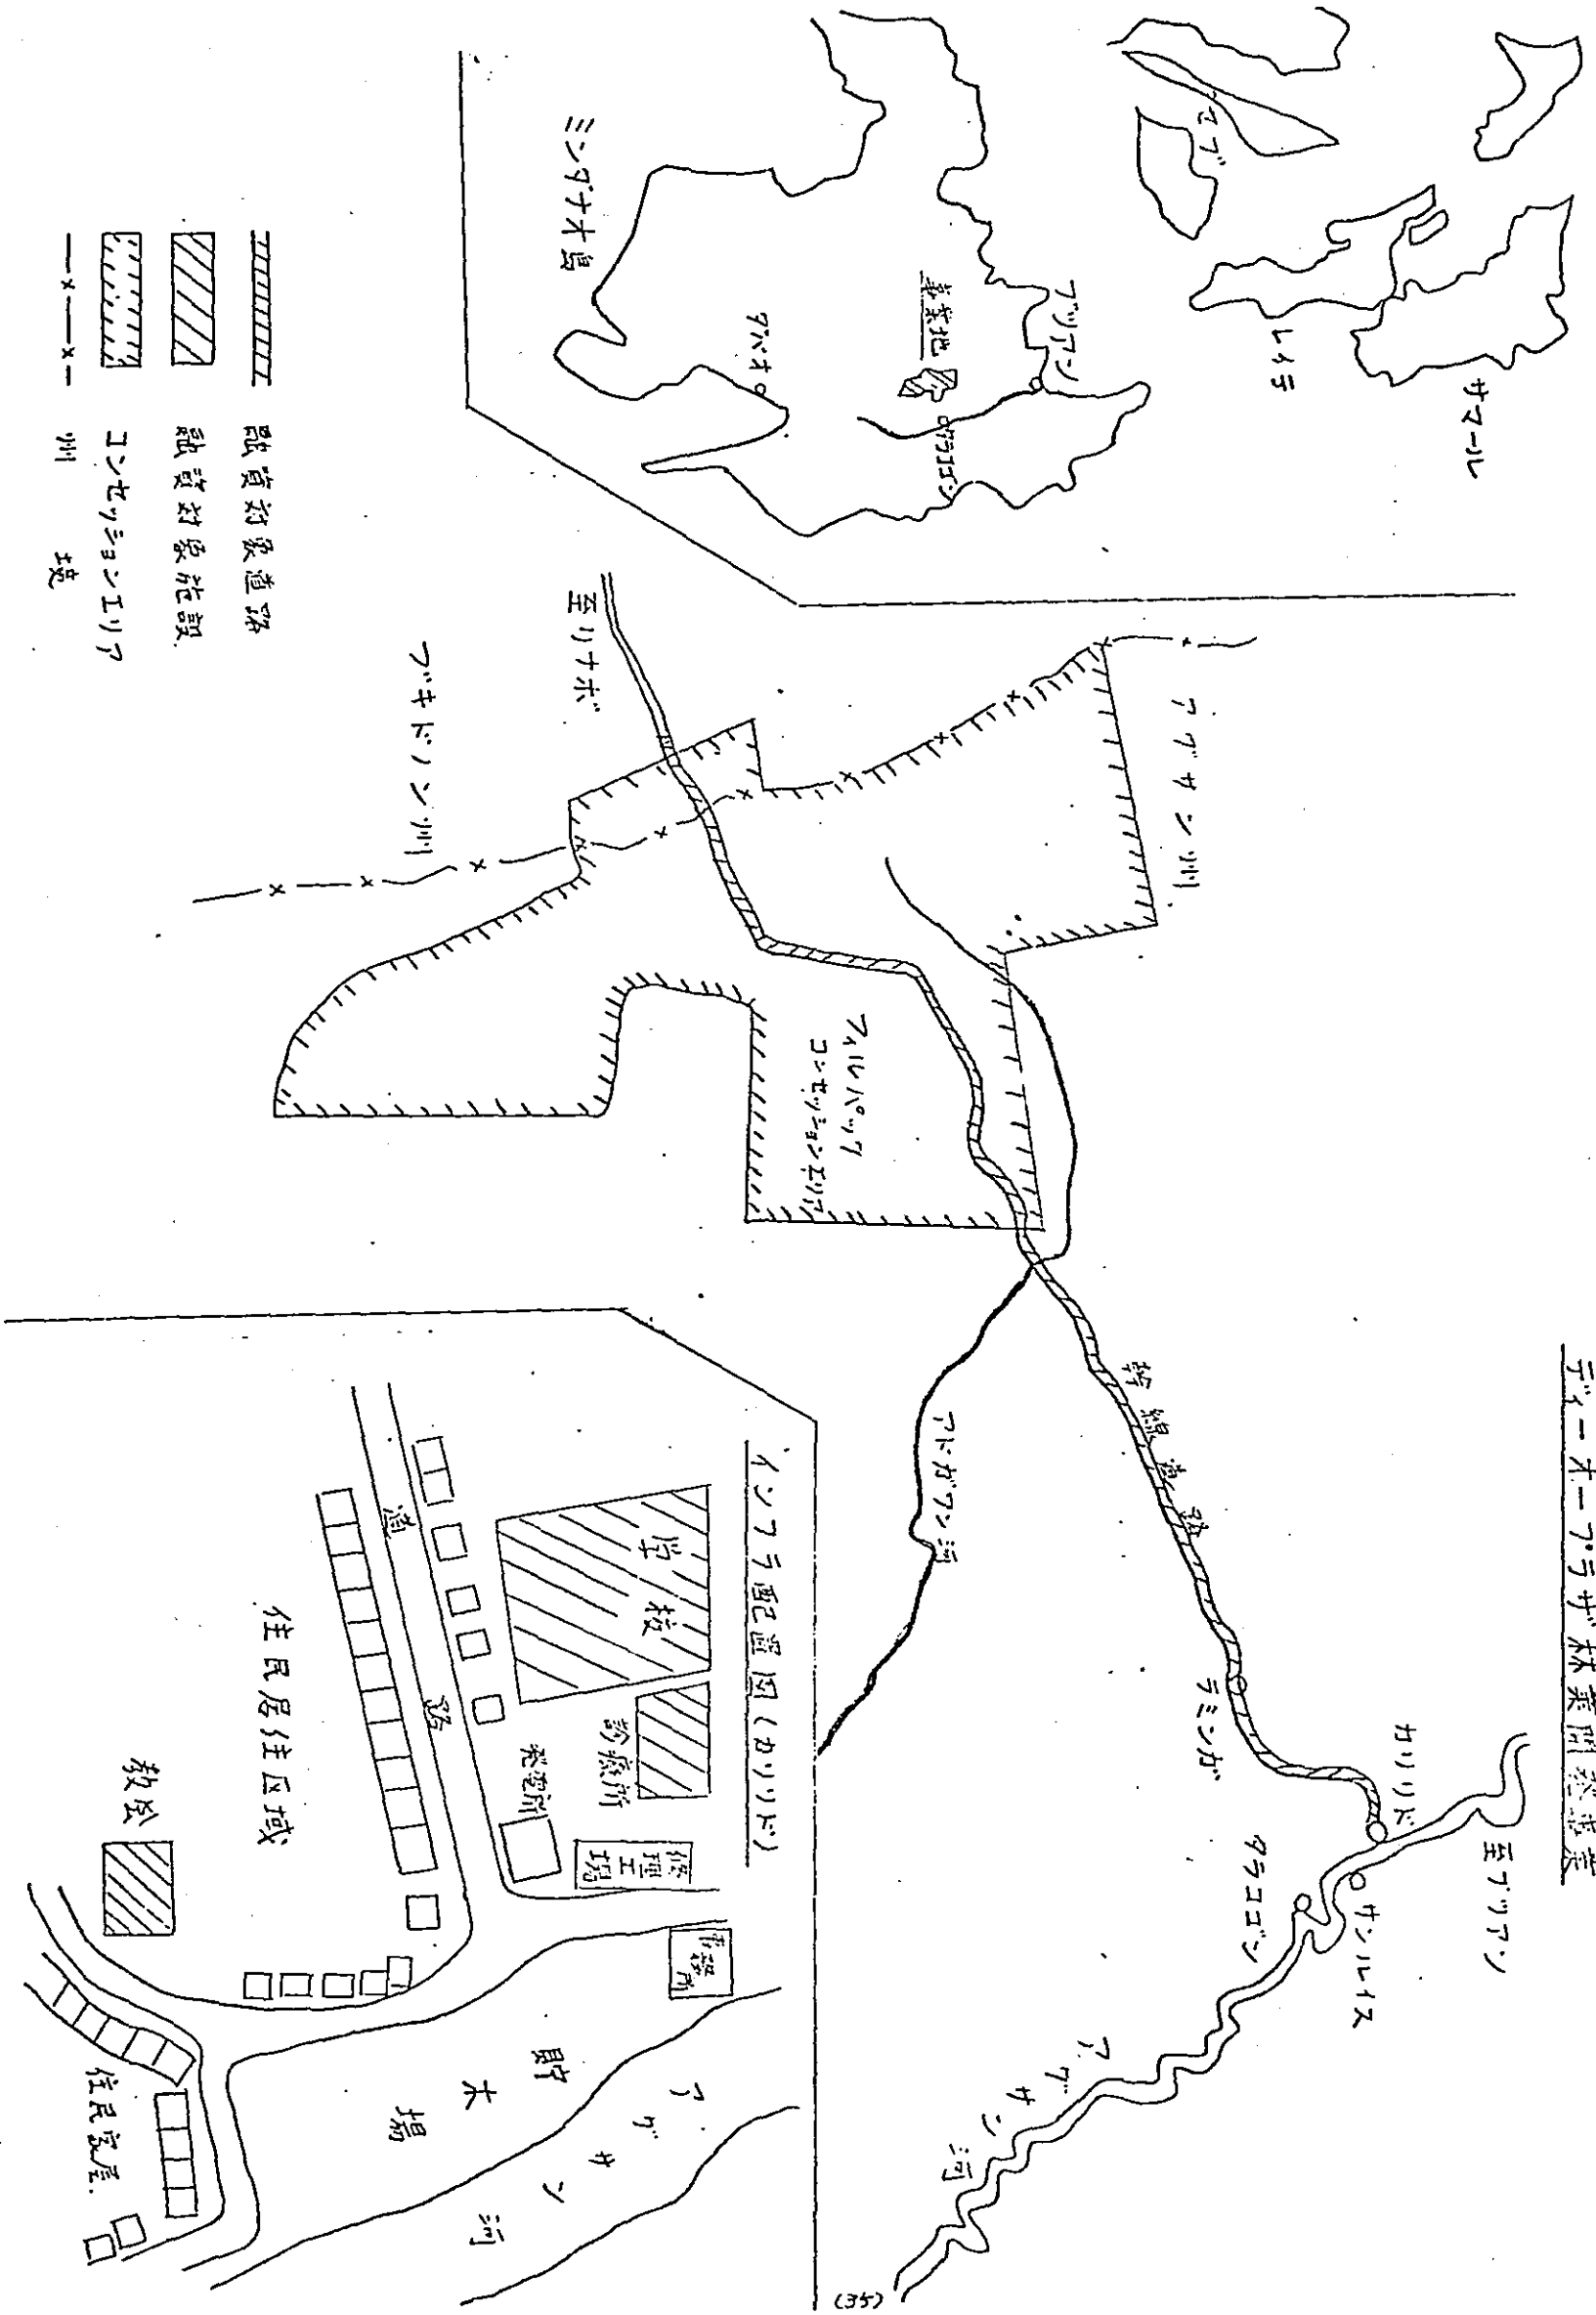 ディーオープラザ林業開発事業
サマール
レイテ
セブ
ブツアン
事業地
タラコゴン
ダバオ
ミンダナオ島
融資対象道路
融資対象施設
コンセッションエリア
州境
アグサン州
ブキドノン州
至リナボ
フィルパック
コンセッションエリア
幹線道路
アドガワン河
ラミンガ
カリリド
至ブツアン
サンルイス
タラコゴン
アグサン河
インフラ配置図(カリリド)
学校
診療所
発電所
修理工場
事務所
道路
住民居住区域
教会
住民家屋
貯木場
アグサン河
(35)